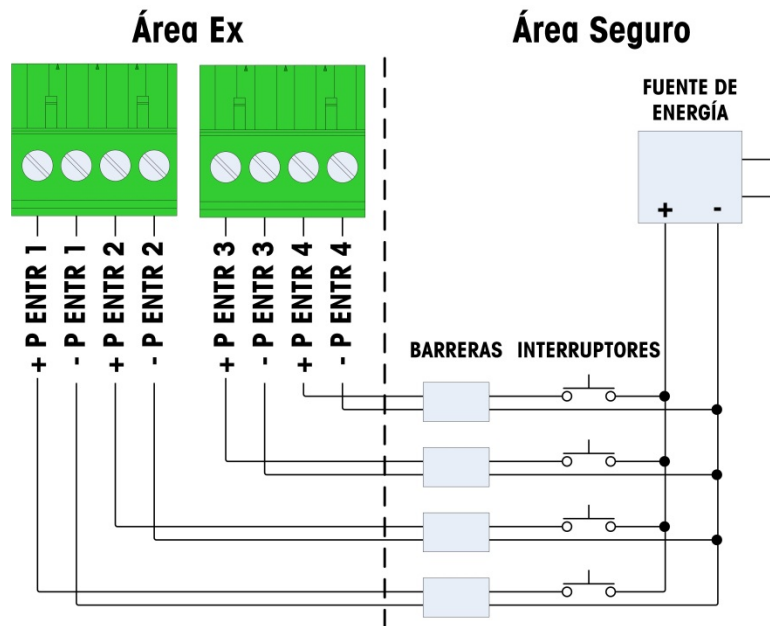 Área Ex
Área Seguro
FUENTE DE
ENERGÍA
+ -
+ P ENTR 1
- P ENTR 1
+ P ENTR 2
- P ENTR 2
+ P ENTR 3
- P ENTR 3
+ P ENTR 4
- P ENTR 4
BARRERAS
INTERRUPTORES